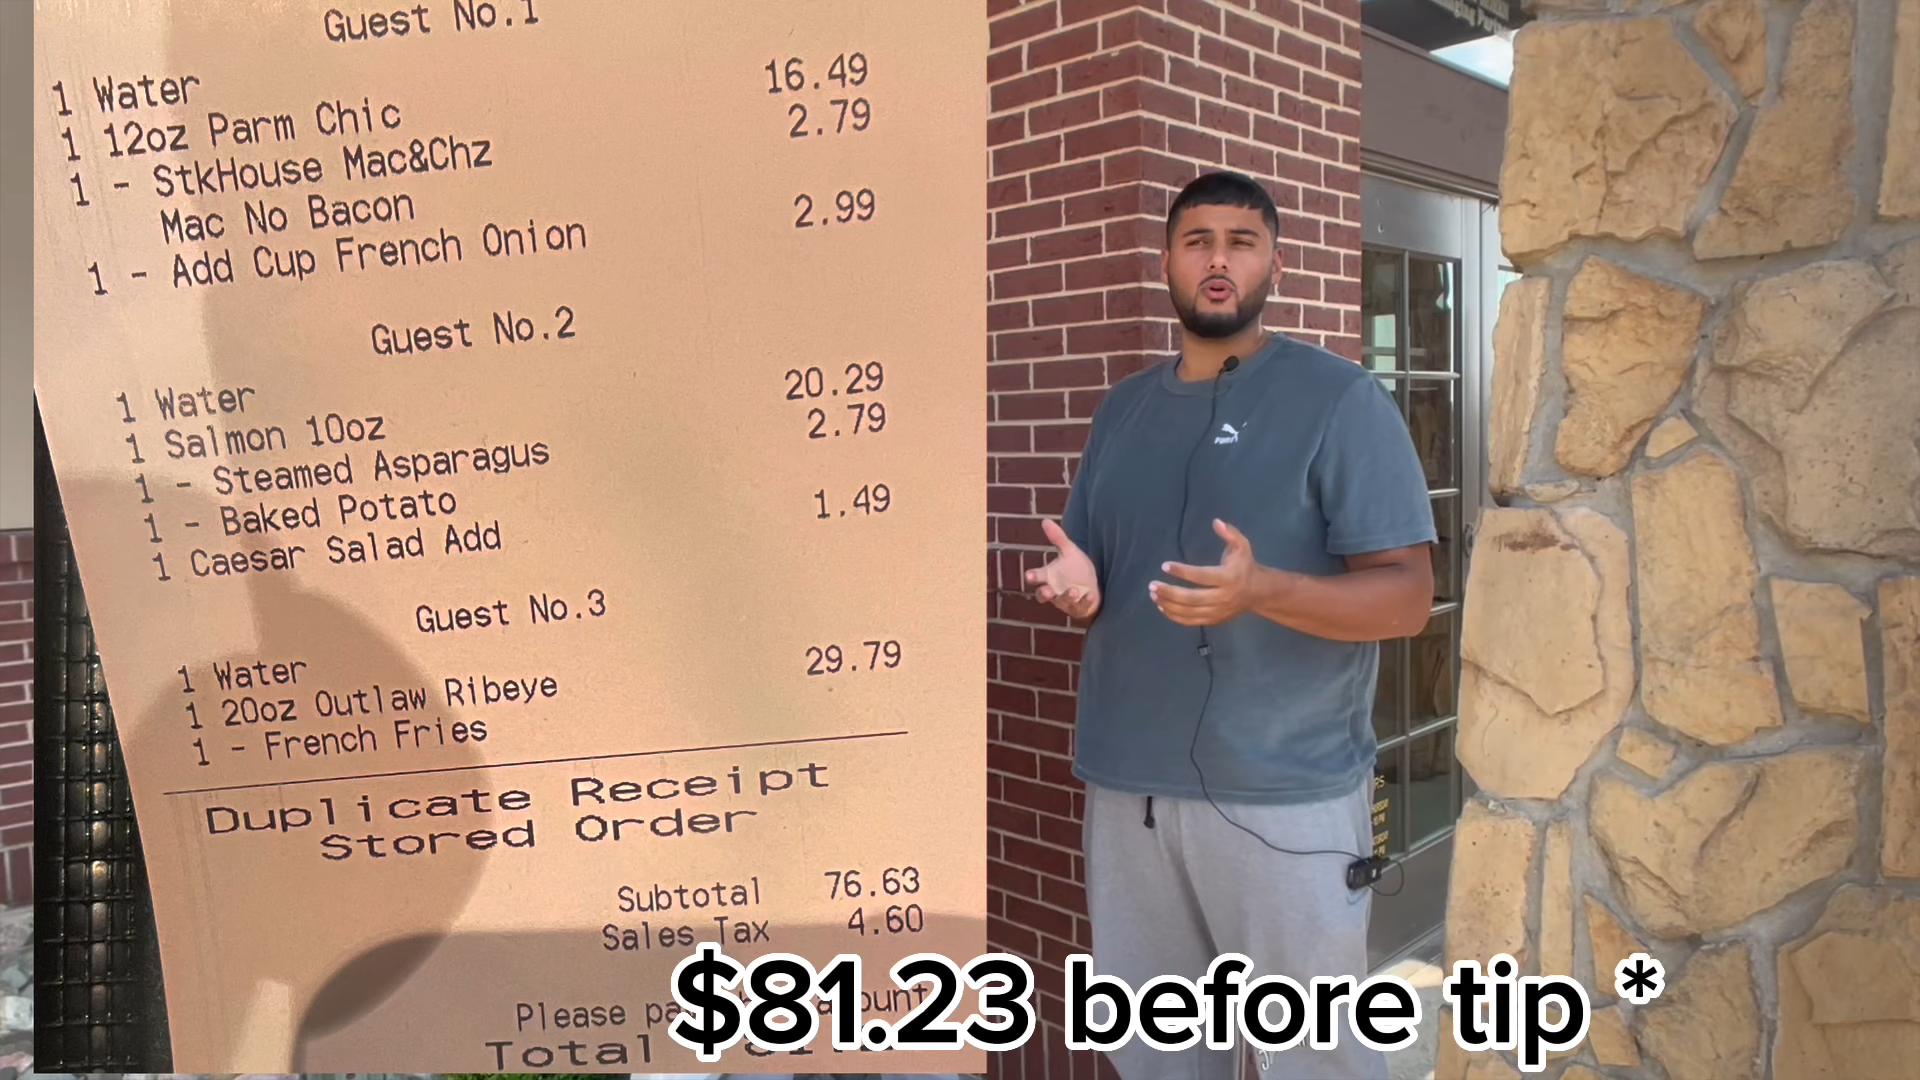 Guest No.1
1 Water
1 12oz Parm Chic 16.49
1 - StkHouse Mac&Chz 2.79
Mac No Bacon
1 - Add Cup French Onion 2.99
Guest No.2
1 Water
1 Salmon 10oz 20.29
1 - Steamed Asparagus 2.79
1 - Baked Potato
1 Caesar Salad Add 1.49
Guest No.3
1 Water
1 20oz Outlaw Ribeye 29.79
1 - French Fries
Duplicate Receipt
Stored Order
Subtotal 76.63
Sales Tax 4.60
Please
Total
$81.23 before tip *
PUMA